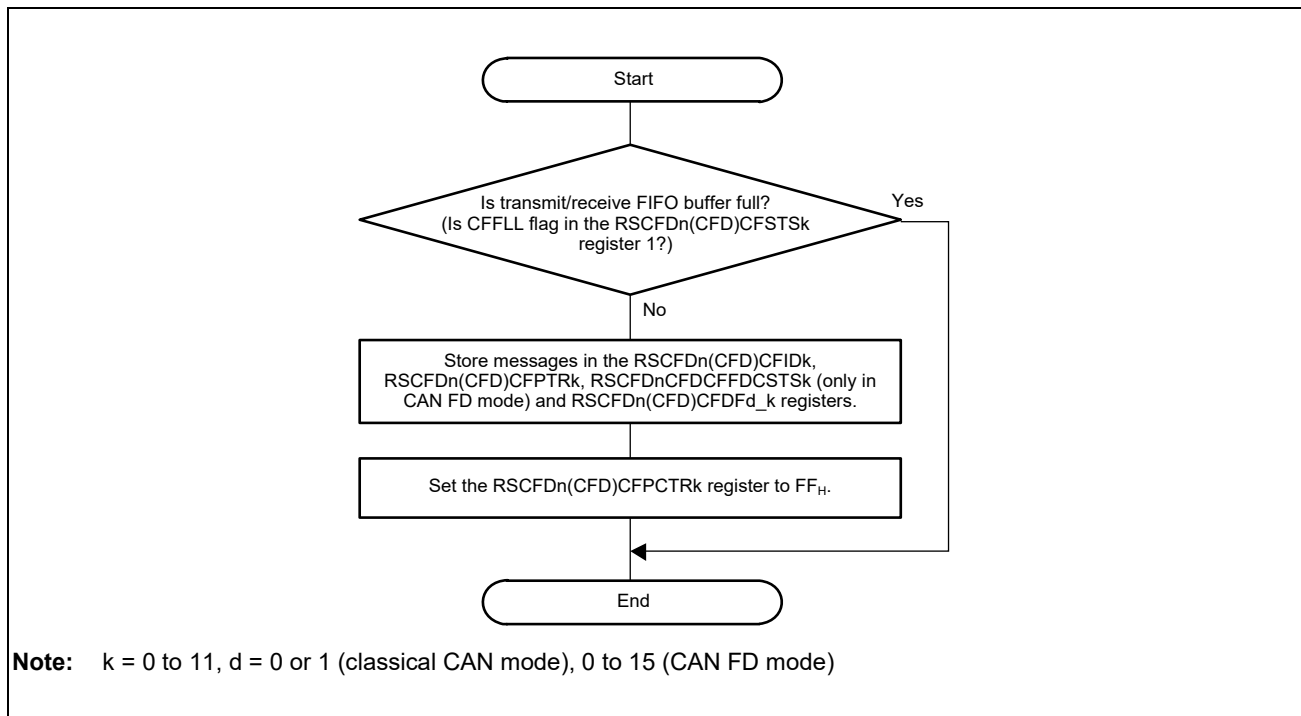 Start
Is transmit/receive FIFO buffer full?
(Is CFFLL flag in the RSCFDn(CFD)CFSTSk
register 1?)
Yes
No
Store messages in the RSCFDn(CFD)CFIDk,
RSCFDn(CFD)CFPTRk, RSCFDnCFDCFFDCSTSk (only in
CAN FD mode) and RSCFDn(CFD)CFDFd_k registers.
Set the RSCFDn(CFD)CFPCTRk register to FFH.
End
Note: k = 0 to 11, d = 0 or 1 (classical CAN mode), 0 to 15 (CAN FD mode)